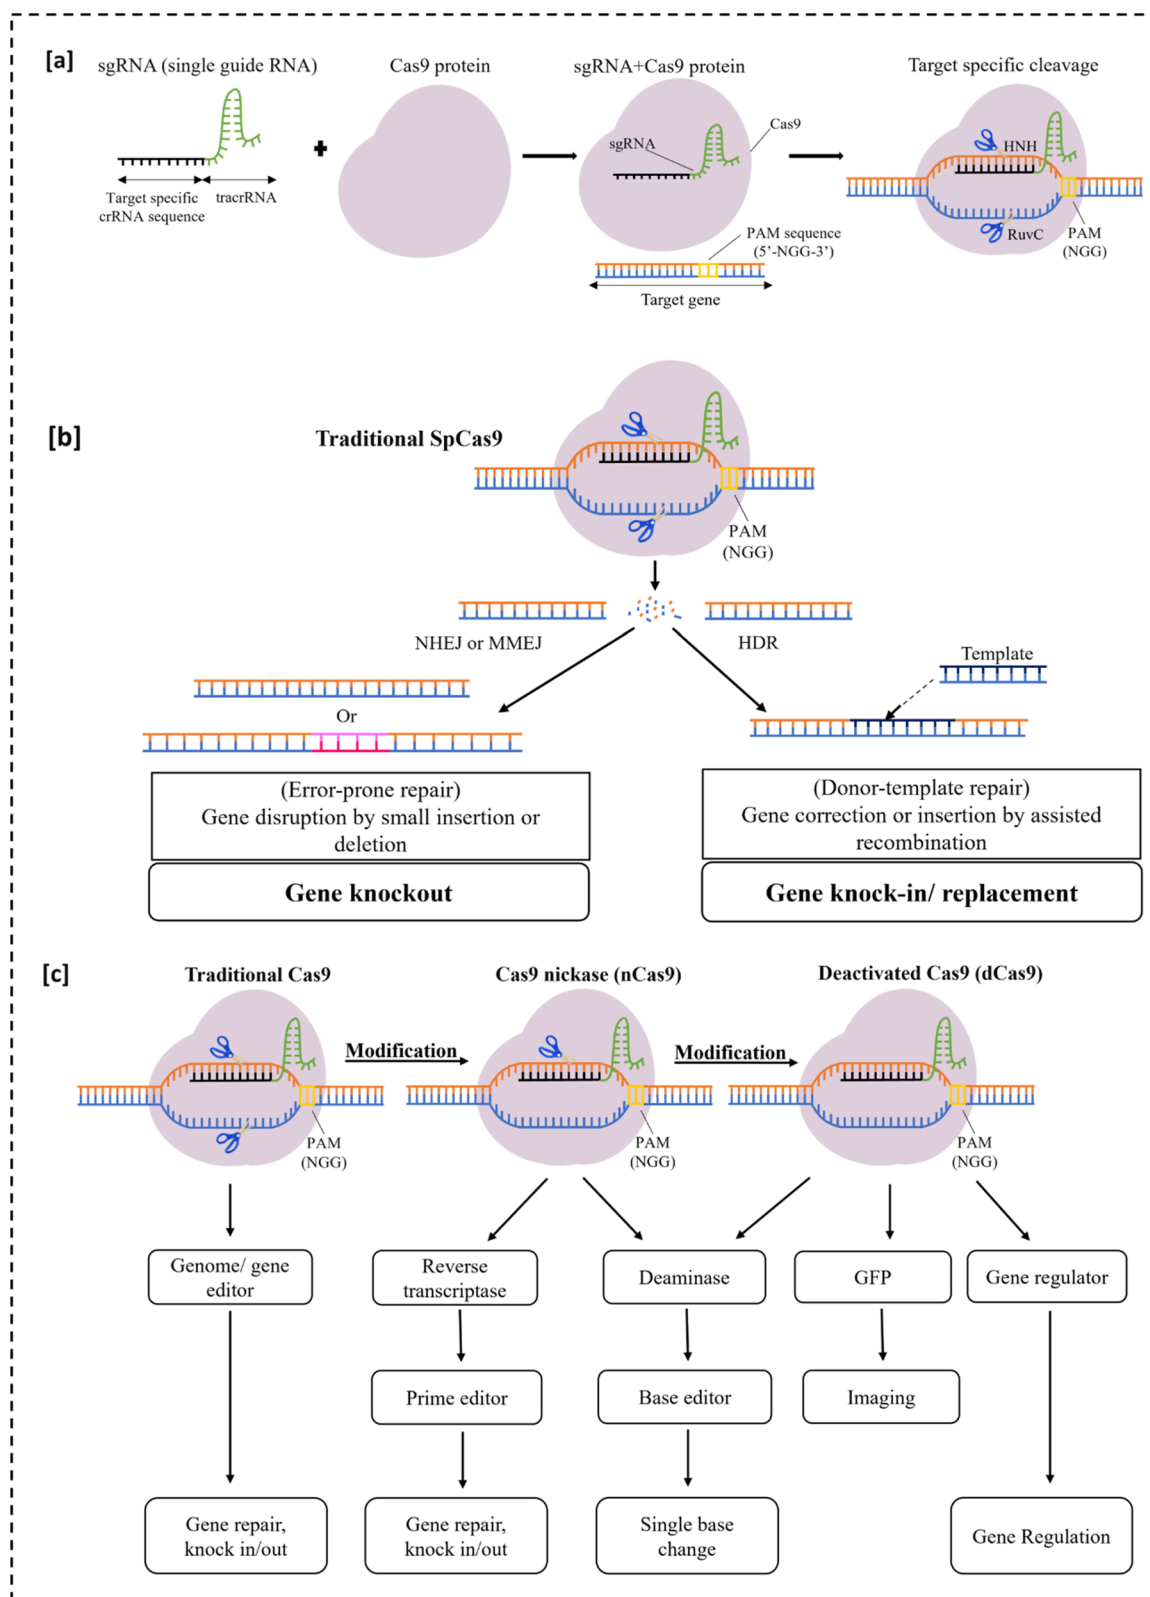 [a]
sgRNA (single guide RNA)
Cas9 protein
sgRNA+Cas9 protein
Target specific cleavage
Target specific
crRNA sequence
tracrRNA
sgRNA
Cas9
PAM sequence
(5’-NGG-3’)
Target gene
HNH
RuvC
PAM
(NGG)
[b]
Traditional SpCas9
PAM
(NGG)
NHEJ or MMEJ
HDR
Template
Or
(Error-prone repair)
Gene disruption by small insertion or
deletion
Gene knockout
(Donor-template repair)
Gene correction or insertion by assisted
recombination
Gene knock-in/ replacement
[c]
Traditional Cas9
Cas9 nickase (nCas9)
Deactivated Cas9 (dCas9)
Modification
Modification
PAM
(NGG)
PAM
(NGG)
PAM
(NGG)
Genome/ gene
editor
Reverse
transcriptase
Deaminase
GFP
Gene regulator
Prime editor
Base editor
Imaging
Gene repair,
knock in/out
Gene repair,
knock in/out
Single base
change
Gene Regulation